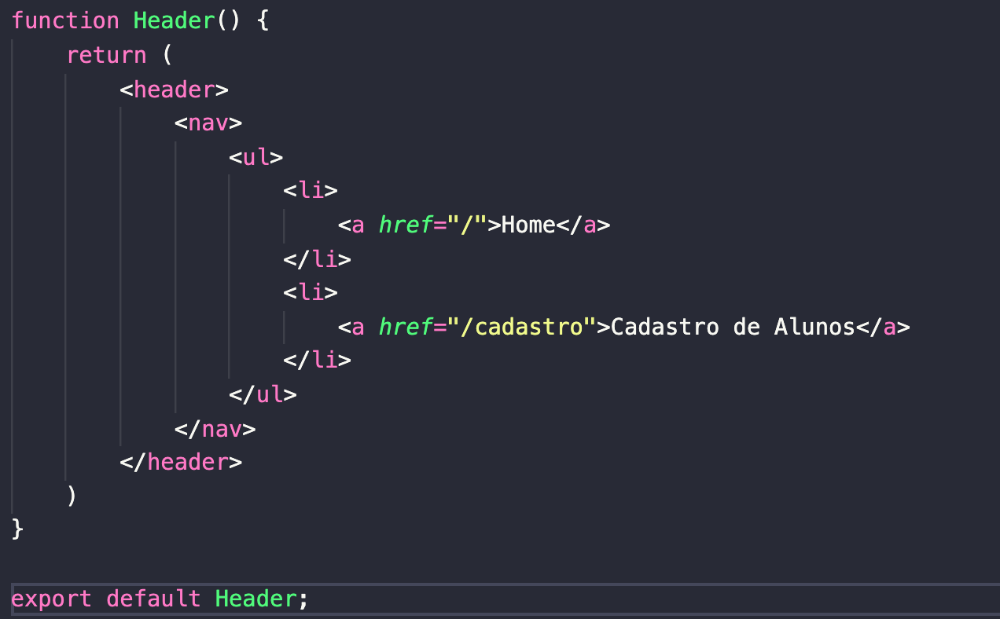 function Header() {
    return (
        <header>
            <nav>
                <ul>
                    <li>
                        <a href="/">Home</a>
                    </li>
                    <li>
                        <a href="/cadastro">Cadastro de Alunos</a>
                    </li>
                </ul>
            </nav>
        </header>
    )
}

export default Header;